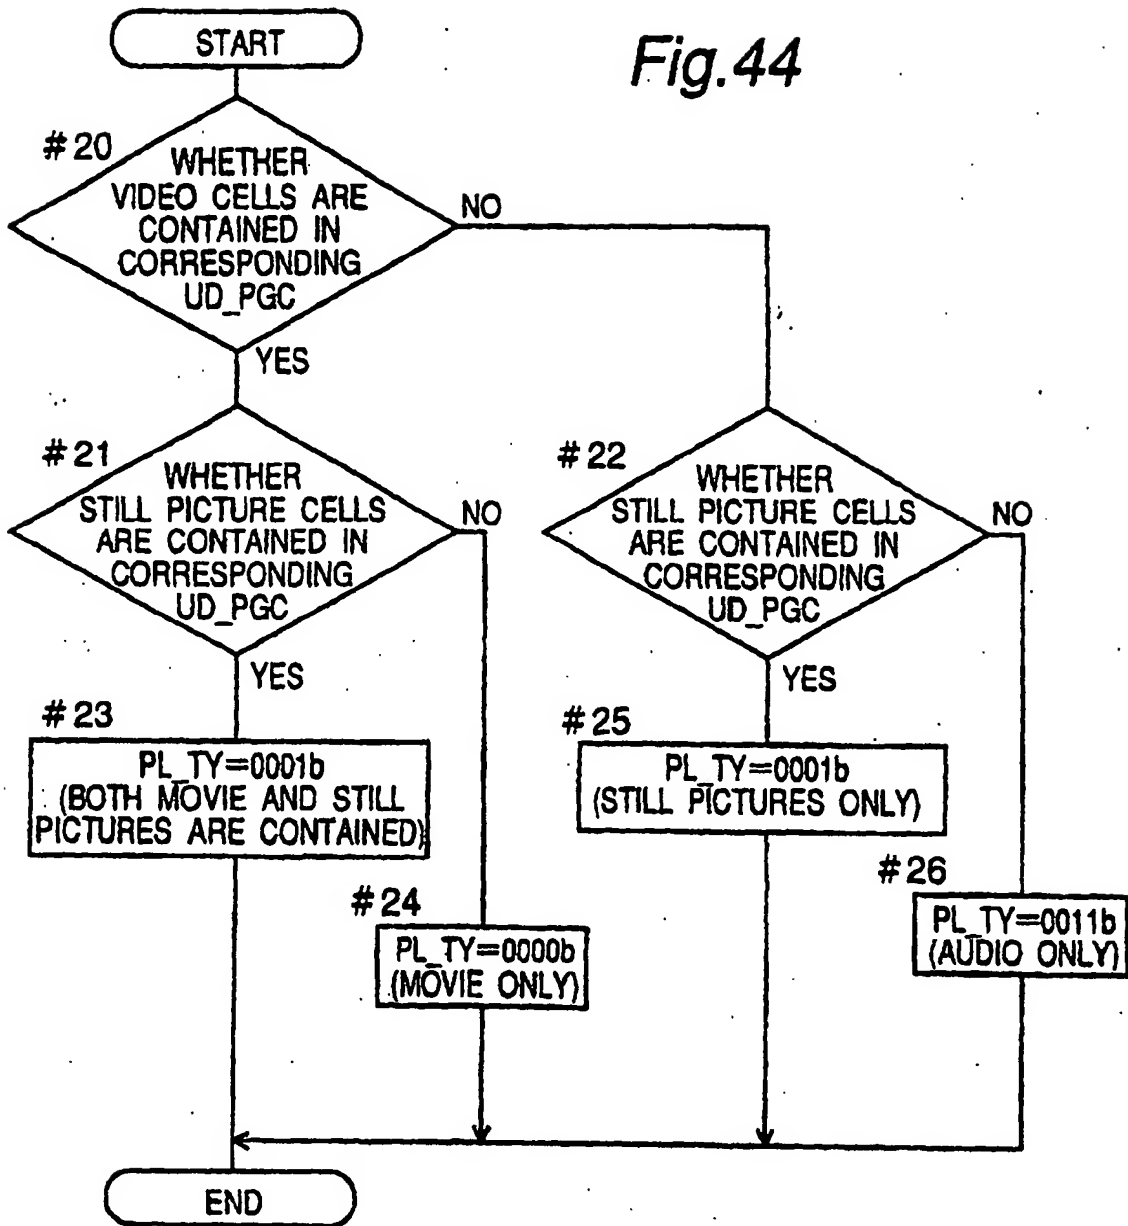 Fig.44
START
#20
WHETHER
VIDEO CELLS ARE
CONTAINED IN
CORRESPONDING
UD_PGC
NO
YES
#21
WHETHER
STILL PICTURE CELLS
ARE CONTAINED IN
CORRESPONDING
UD_PGC
NO
YES
#22
WHETHER
STILL PICTURE CELLS
ARE CONTAINED IN
CORRESPONDING
UD_PGC
NO
YES
#23
PL_TY=0001b
(BOTH MOVIE AND STILL
PICTURES ARE CONTAINED)
#24
PL_TY=0000b
(MOVIE ONLY)
#25
PL_TY=0001b
(STILL PICTURES ONLY)
#26
PL_TY=0011b
(AUDIO ONLY)
END